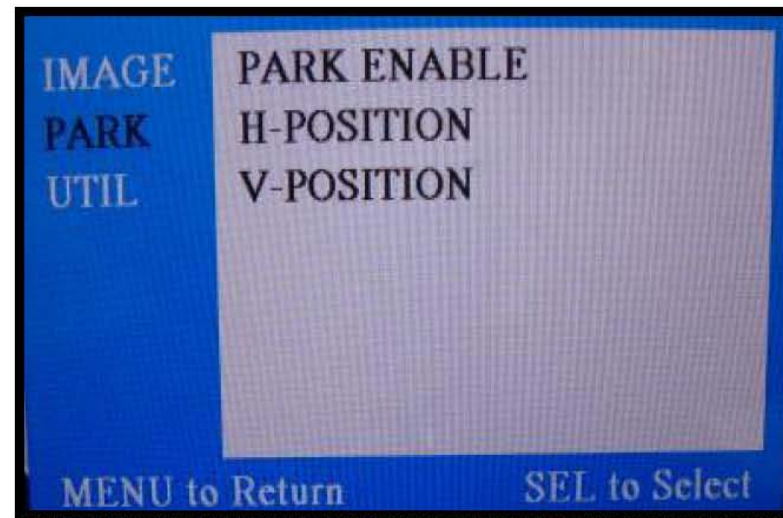 IMAGE PARK ENABLE
PARK H-POSITION
UTIL V-POSITION
MENU to Return SEL to Select